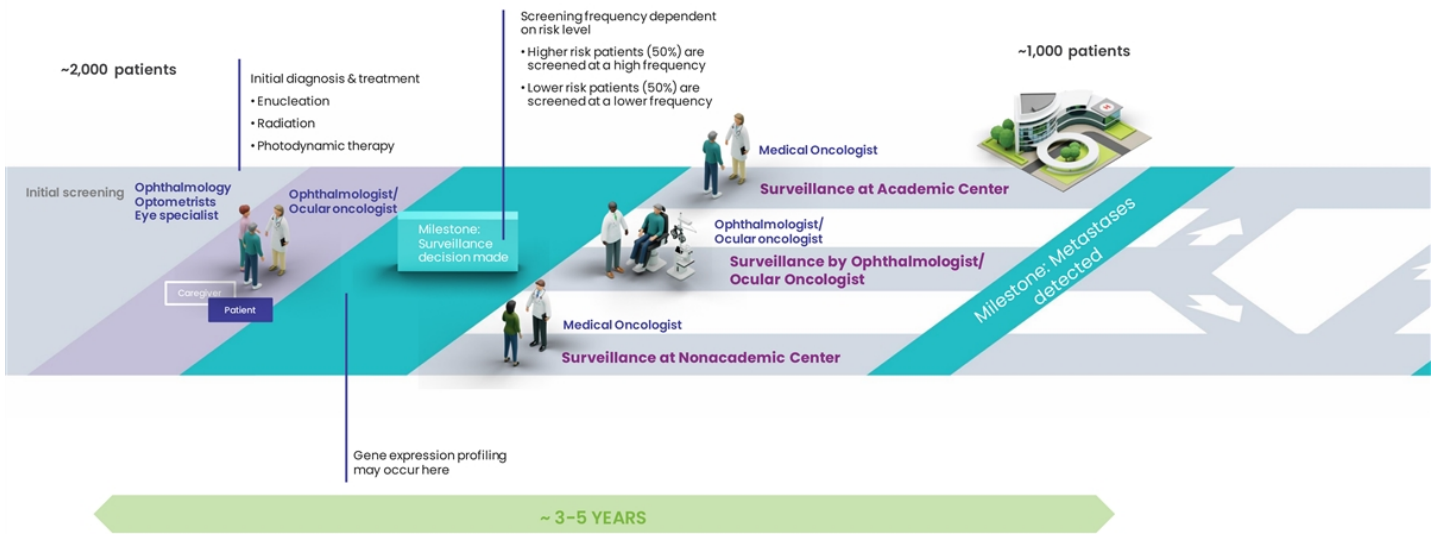 ~2,000 patients
Initial diagnosis & treatment
• Enucleation
• Radiation
• Photodynamic therapy
Screening frequency dependent
on risk level
• Higher risk patients (50%) are
screened at a high frequency
• Lower risk patients (50%) are
screened at a lower frequency
~1,000 patients
Initial screening
Ophthalmology
Optometrists
Eye specialist
Ophthalmologist/
Ocular oncologist
Caregiver
Patient
Milestone:
Surveillance
decision made
Medical Oncologist
Surveillance at Academic Center
Ophthalmologist/
Ocular oncologist
Surveillance by Ophthalmologist/
Ocular Oncologist
Medical Oncologist
Surveillance at Nonacademic Center
Milestone: Metastases
detected
H
Gene expression profiling
may occur here
~ 3-5 YEARS